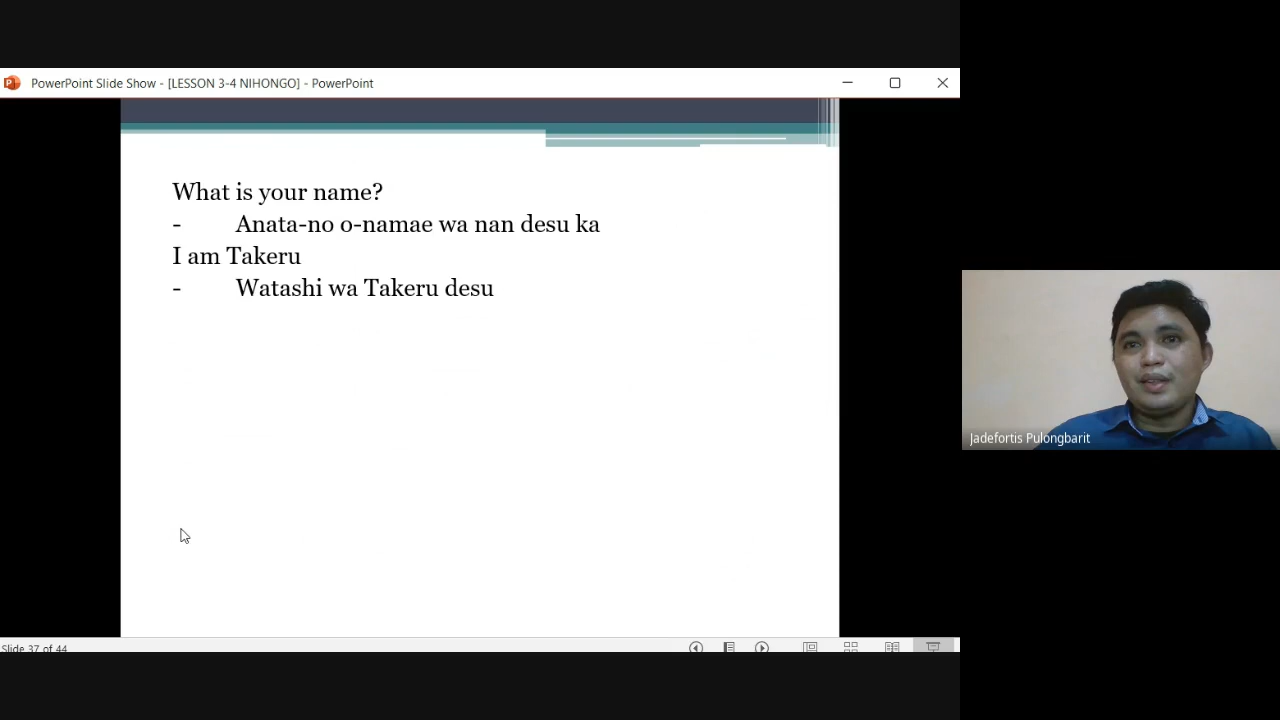 PowerPoint Slide Show - [LESSON 3-4 NIHONGO] - PowerPoint
What is your name?
- Anata-no o-namae wa nan desu ka
I am Takeru
- Watashi wa Takeru desu
Jadefortis Pulongbarit
Slide 37 of 44